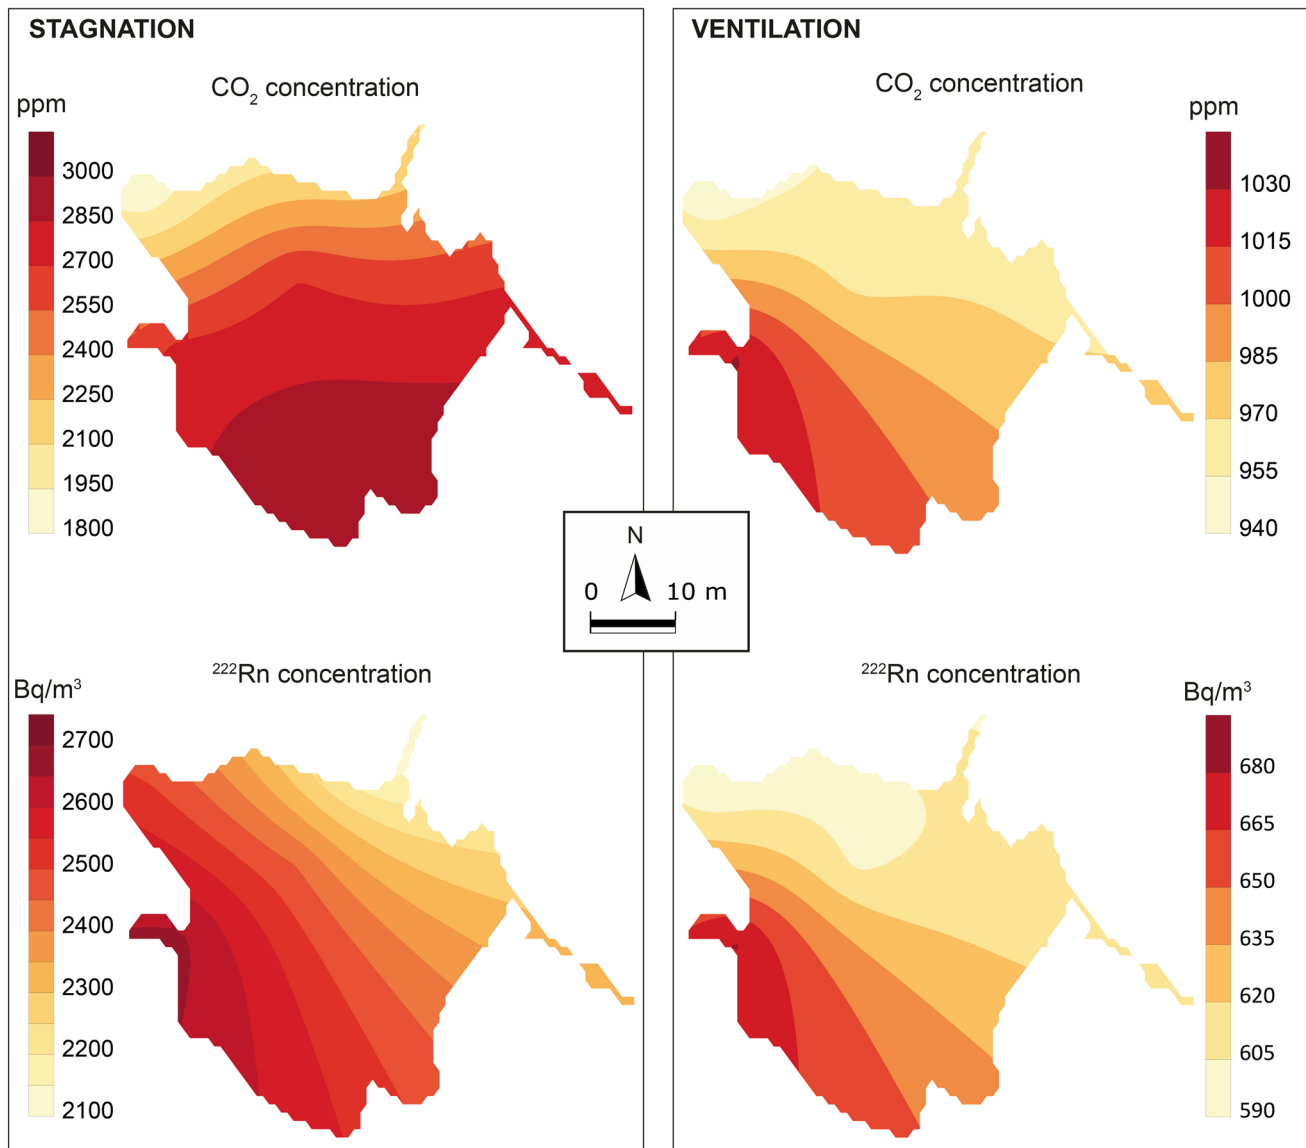 STAGNATION
CO2 concentration
ppm
3000
2850
2700
2550
2400
2250
2100
1950
1800
VENTILATION
CO2 concentration
ppm
1030
1015
1000
985
970
955
940
N
0 10 m
222Rn concentration
Bq/m3
2700
2600
2500
2400
2300
2200
2100
222Rn concentration
Bq/m3
680
665
650
635
620
605
590